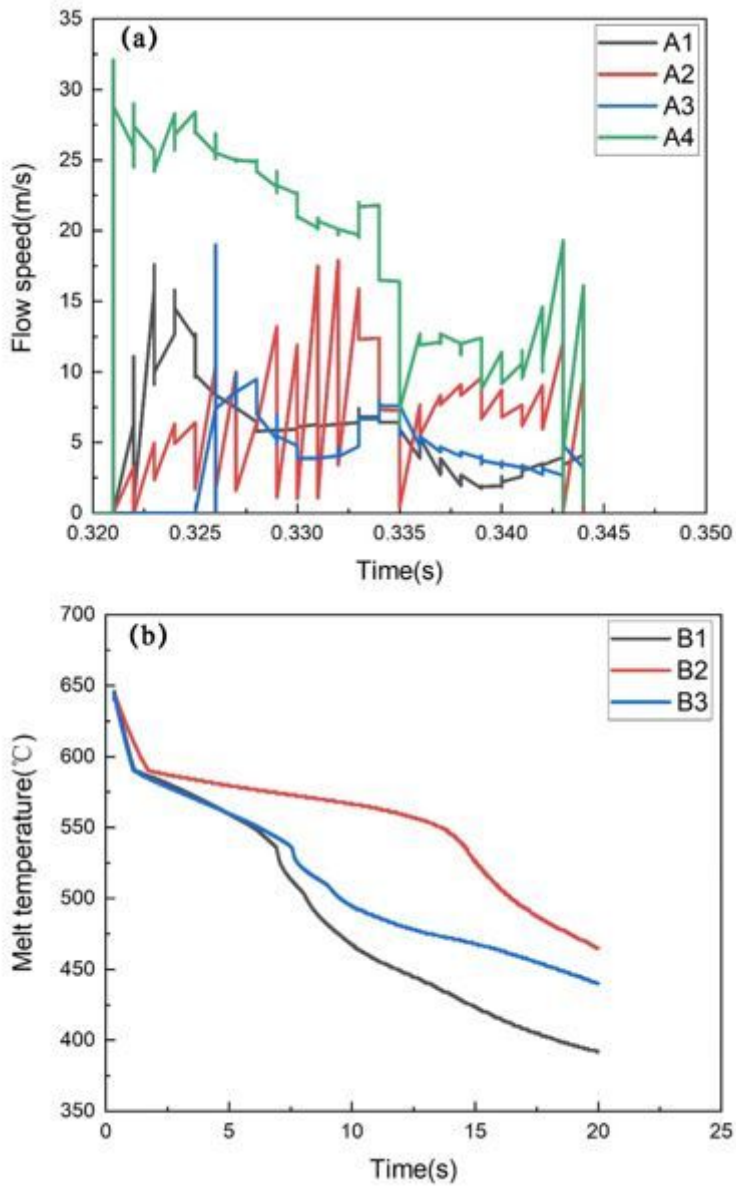 (a)
A1
A2
A3
A4
35
30
25
20
15
10
5
0
Flow speed(m/s)
0.320
0.325
0.330
0.335
0.340
0.345
0.350
Time(s)
(b)
B1
B2
B3
700
650
600
550
500
450
400
350
Melt temperature(℃)
0
5
10
15
20
25
Time(s)